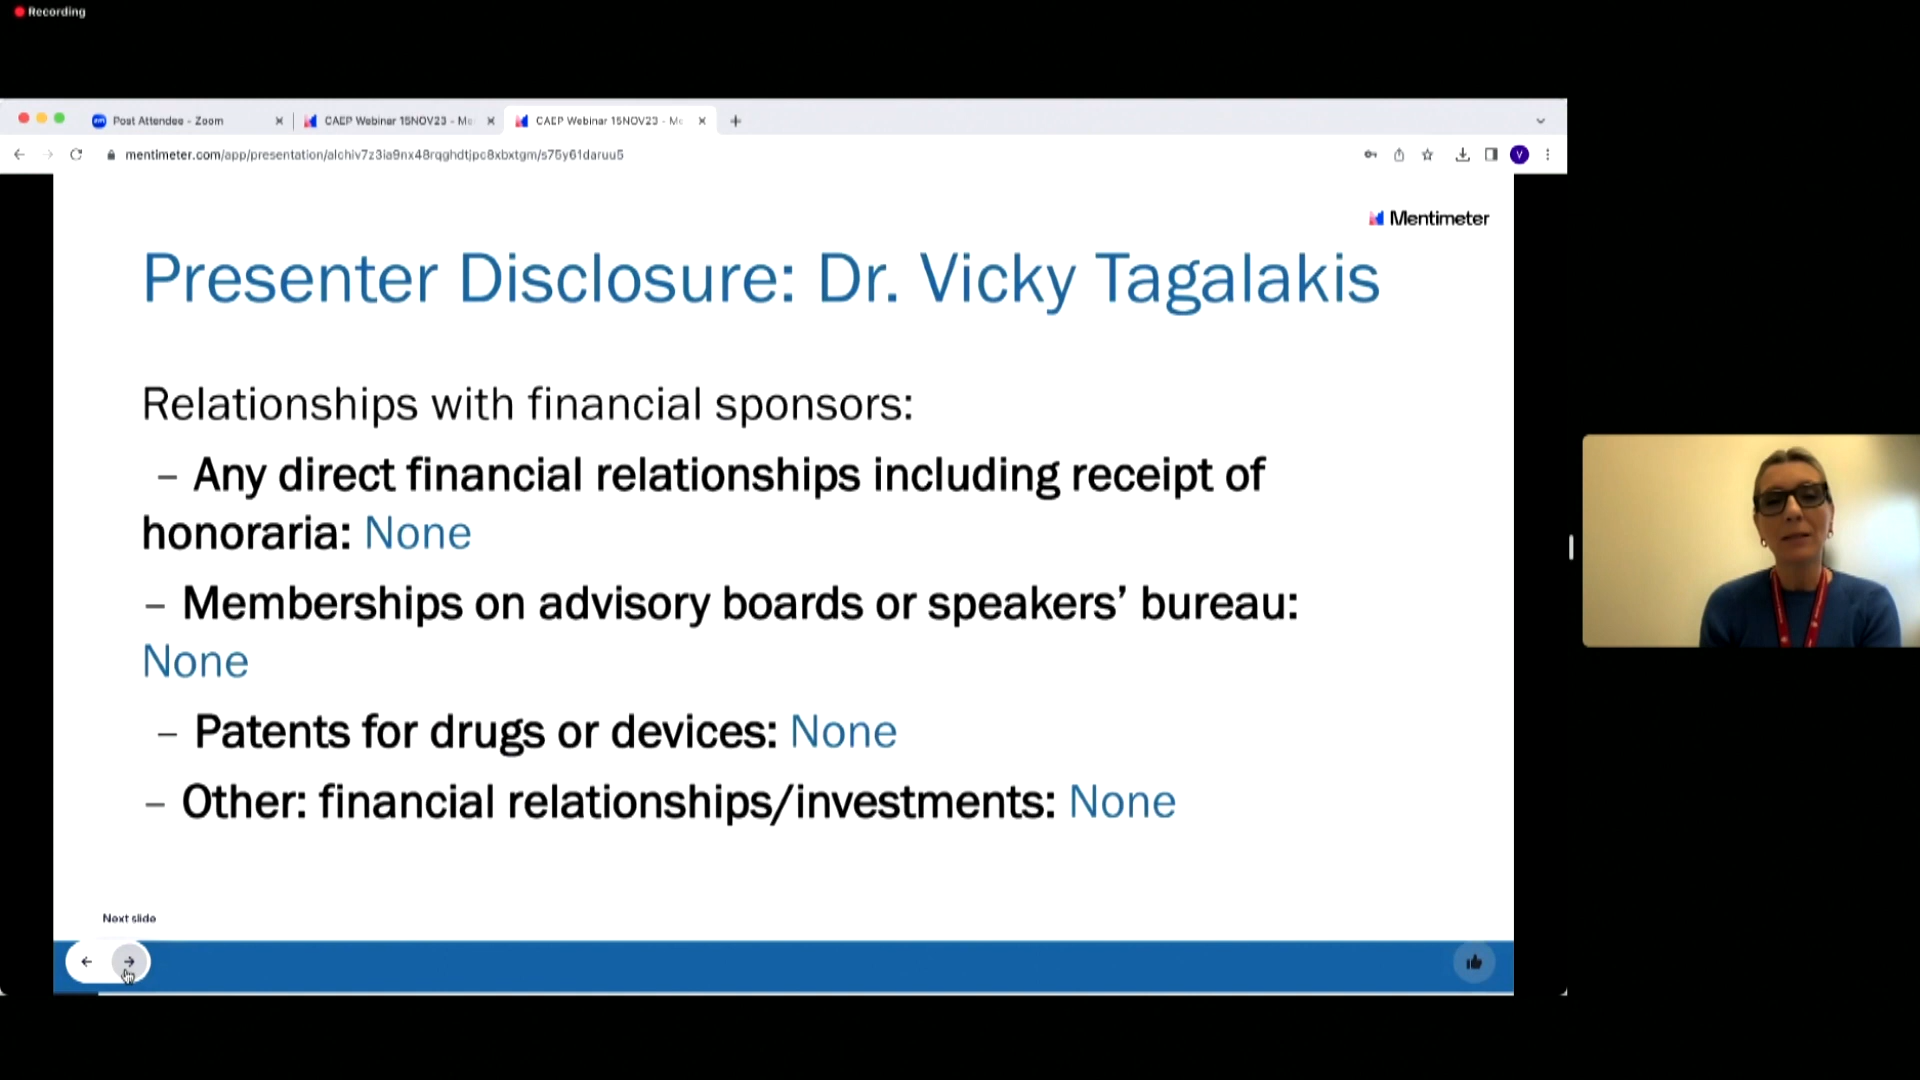 Recording
Post Attendee - Zoom
CAEP Webinar 15NOV23 - Me
CAEP Webinar 15NOV23 - Me
mentimeter.com/app/presentation/alchiv7z3ia9nx48rqghdtjpc8xbxtgm/s75y61daruu5
V
Mentimeter
Presenter Disclosure: Dr. Vicky Tagalakis
Relationships with financial sponsors:
– Any direct financial relationships including receipt of
honoraria: None
– Memberships on advisory boards or speakers’ bureau:
None
– Patents for drugs or devices: None
– Other: financial relationships/investments: None
Next slide